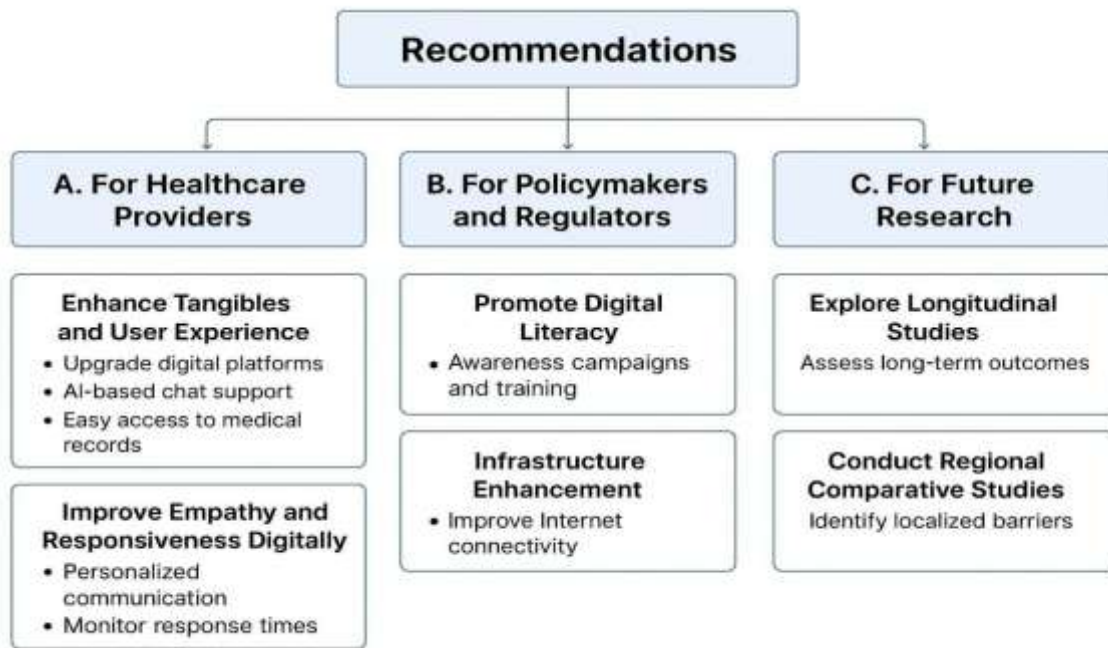 Recommendations
A. For Healthcare
Providers
Enhance Tangibles
and User Experience
• Upgrade digital platforms
• AI-based chat support
• Easy access to medical
records
Improve Empathy and
Responsiveness Digitally
• Personalized
communication
• Monitor response times
B. For Policymakers
and Regulators
Promote Digital
Literacy
• Awareness campaigns
and training
Infrastructure
Enhancement
• Improve Internet
connectivity
C. For Future
Research
Explore Longitudinal
Studies
Assess long-term outcomes
Conduct Regional
Comparative Studies
Identify localized barriers